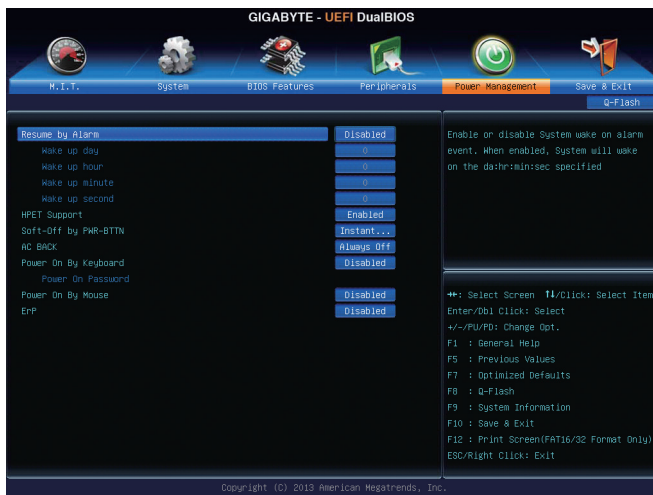 GIGABYTE - UEFI DualBIOS
M.I.T.
System
BIOS Features
Peripherals
Power Management
Save & Exit
Q-Flash
Resume by Alarm Disabled
Wake up day 0
Wake up hour 0
Wake up minute 0
Wake up second 0
HPET Support Enabled
Soft-Off by PWR-BTTN Instant...
AC BACK Always Off
Power On By Keyboard Disabled
Power On Password
Power On By Mouse Disabled
ErP Disabled
Enable or disable System wake on alarm
event. When enabled, System will wake
on the da:hr:min:sec specified
→←: Select Screen ↑↓/Click: Select Item
Enter/Dbl Click: Select
+/-/PU/PD: Change Opt.
F1 : General Help
F5 : Previous Values
F7 : Optimized Defaults
F8 : Q-Flash
F9 : System Information
F10 : Save & Exit
F12 : Print Screen(FAT16/32 Format Only)
ESC/Right Click: Exit
Copyright (C) 2013 American Megatrends, Inc.